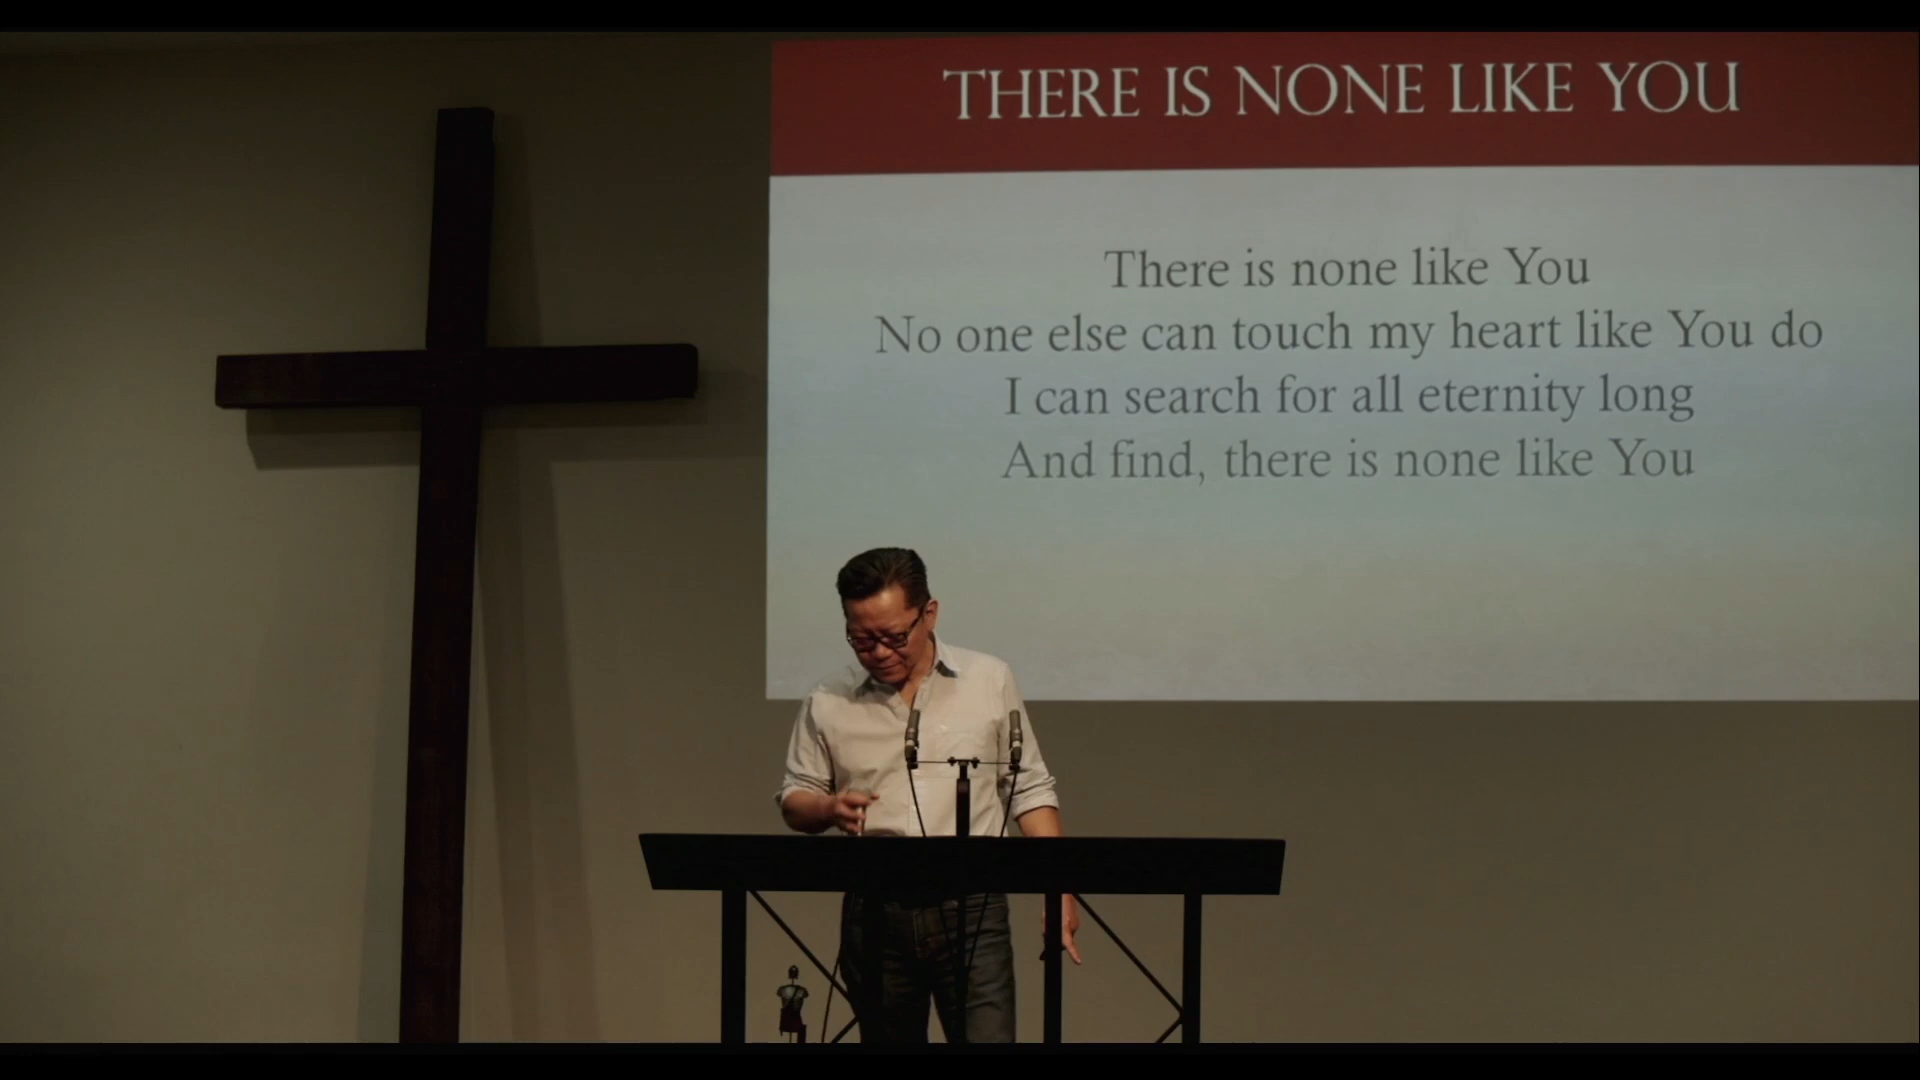 THERE IS NONE LIKE YOU
There is none like You
No one else can touch my heart like You do
I can search for all eternity long
And find, there is none like You